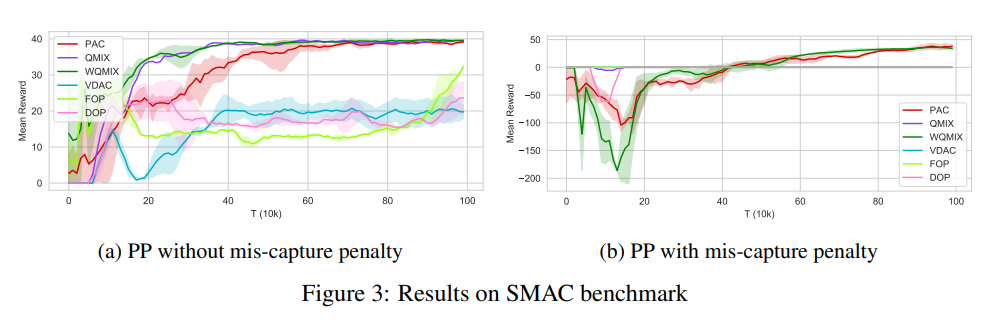 40
30
20
10
0
Mean Reward
PAC
QMIX
WQMIX
VDAC
FOP
DOP
0 20 40 60 80 100
T (10k)
(a) PP without mis-capture penalty
50
0
−50
−100
−150
−200
Mean Reward
PAC
QMIX
WQMIX
VDAC
FOP
DOP
0 20 40 60 80 100
T (10k)
(b) PP with mis-capture penalty
Figure 3: Results on SMAC benchmark